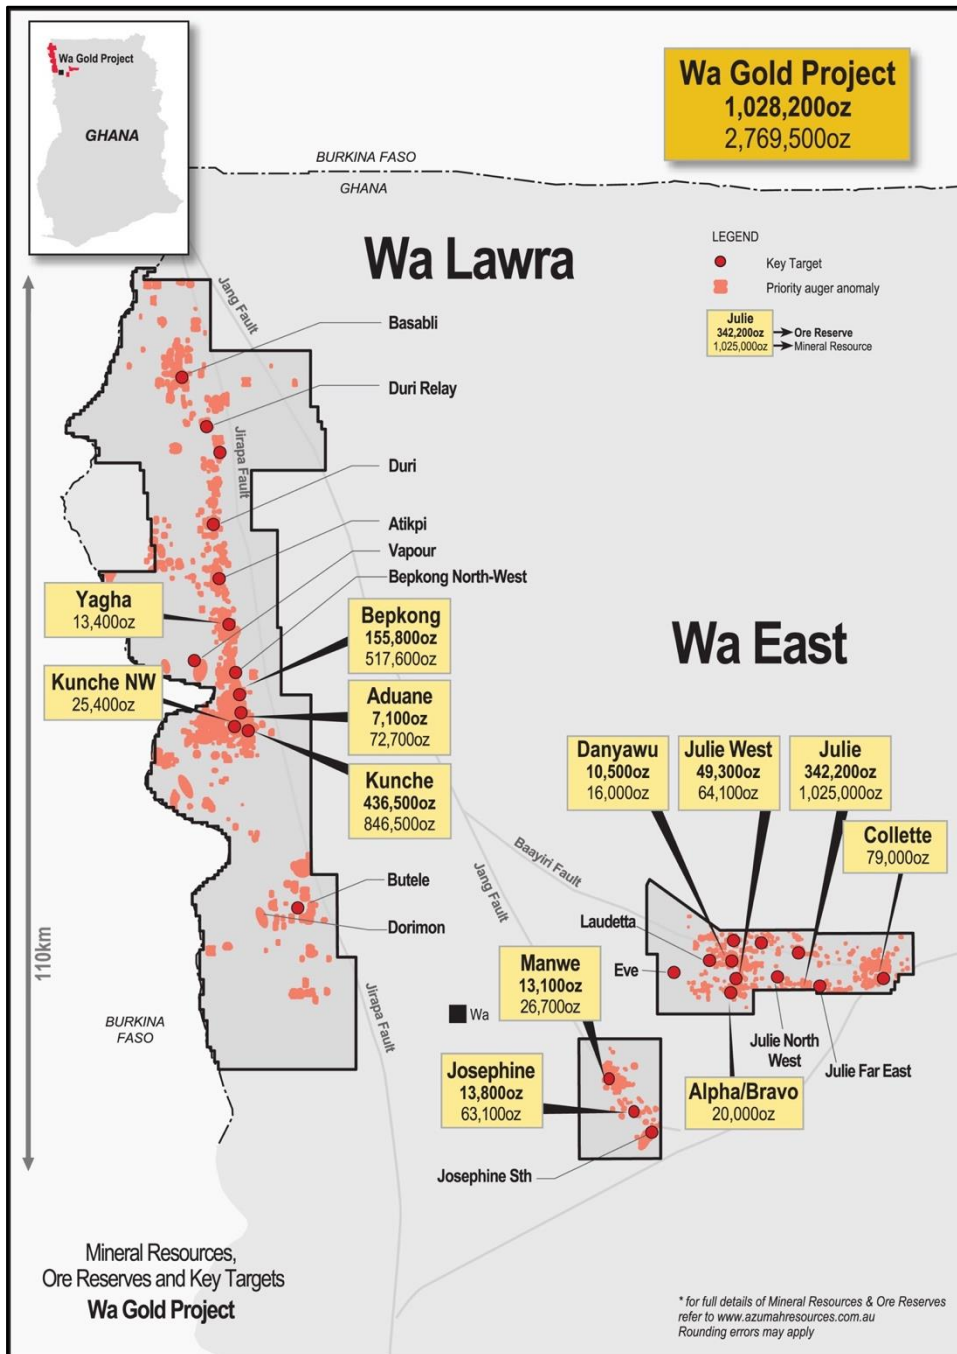 Wa Gold Project
GHANA
Wa Gold Project
1,028,200oz
2,769,500oz
BURKINA FASO
GHANA
Wa Lawra
LEGEND
Key Target
Priority auger anomaly
Julie
342,200oz Ore Reserve
1,025,000oz Mineral Resource
Jang Fault
Basabli
Duri Relay
Jirapa Fault
Duri
Atikpi
Vapour
Bepkong North-West
Yagha
13,400oz
Bepkong
155,800oz
517,600oz
Kunche NW
25,400oz
Aduane
7,100oz
72,700oz
Kunche
436,500oz
846,500oz
Wa East
Danyawu
10,500oz
16,000oz
Julie West
49,300oz
64,100oz
Julie
342,200oz
1,025,000oz
Collette
79,000oz
Baayiri Fault
Jang Fault
Butele
Dorimon
110km
Laudetta
Eve
Manwe
13,100oz
26,700oz
Wa
Jirapa Fault
BURKINA
FASO
Julie North
West
Julie Far East
Josephine
13,800oz
63,100oz
Alpha/Bravo
20,000oz
Josephine Sth
Mineral Resources,
Ore Reserves and Key Targets
Wa Gold Project
* for full details of Mineral Resources & Ore Reserves
refer to www.azumahresources.com.au
Rounding errors may apply